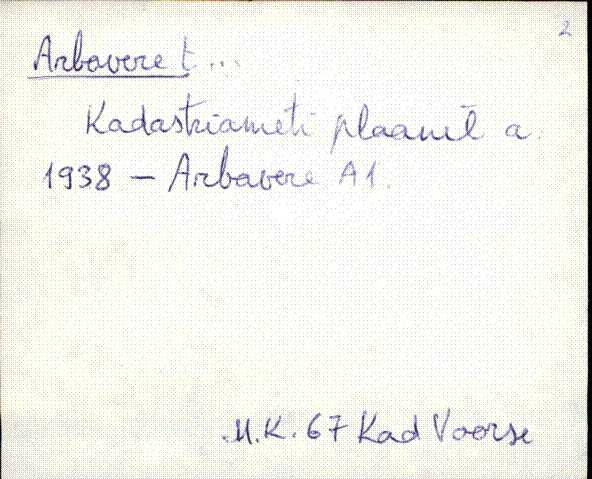 2
Arbavere t...
Kadastriameti plaanil a.
1938 – Arbavere A1.
M.K. 67 Kad Voorse